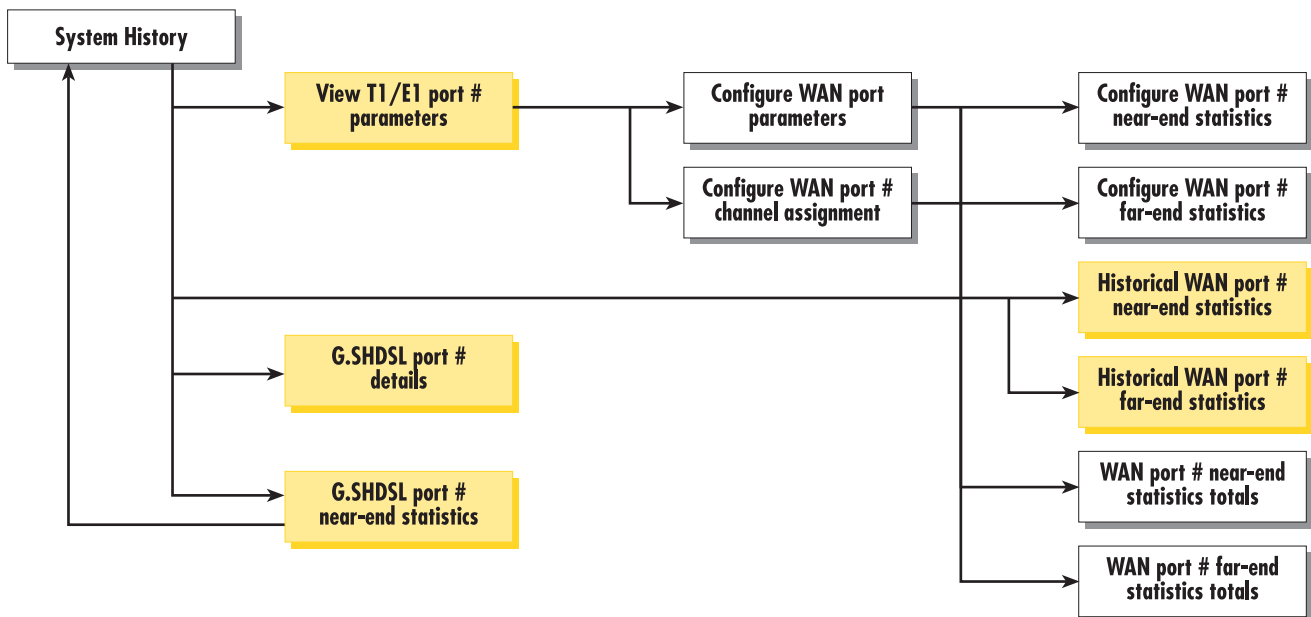 System History
View T1/E1 port #
parameters
Configure WAN port
parameters
Configure WAN port #
near-end statistics
Configure WAN port #
channel assignment
Configure WAN port #
far-end statistics
Historical WAN port #
near-end statistics
G.SHDSL port #
details
Historical WAN port #
far-end statistics
G.SHDSL port #
near-end statistics
WAN port # near-end
statistics totals
WAN port # far-end
statistics totals